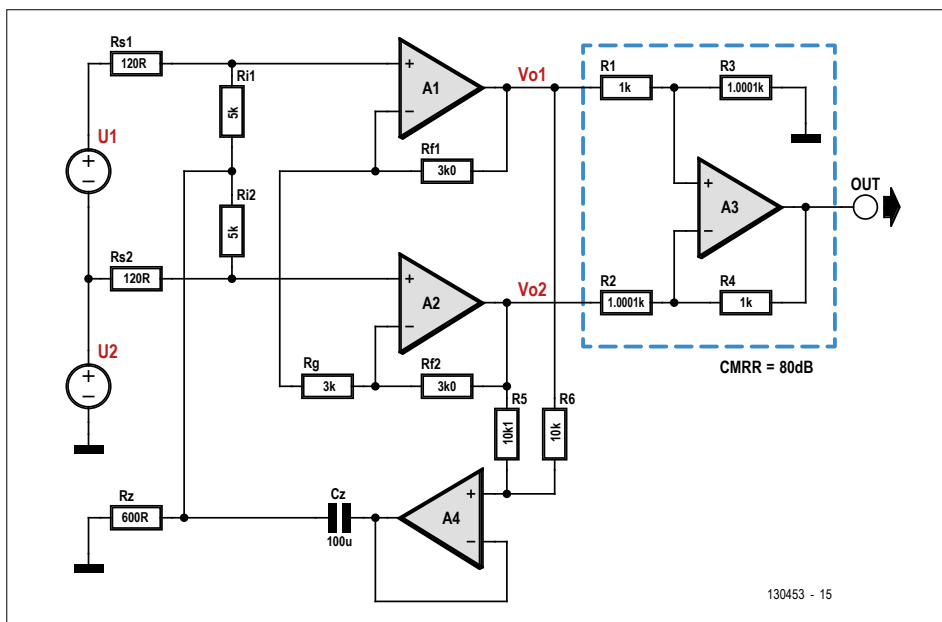 Rs1
120R
Ri1
5k
U1
+
−
Ri2
5k
Rs2
120R
U2
+
−
+
A1
−
Rf1
3k0
Vo1
+
A2
−
Rg
3k
Rf2
3k0
Vo2
R1
1k
R3
1.0001k
+
A3
−
OUT
R2
1.0001k
R4
1k
CMRR = 80dB
R5
10k1
R6
10k
Rz
600R
Cz
100u
+
A4
−
130453 - 15